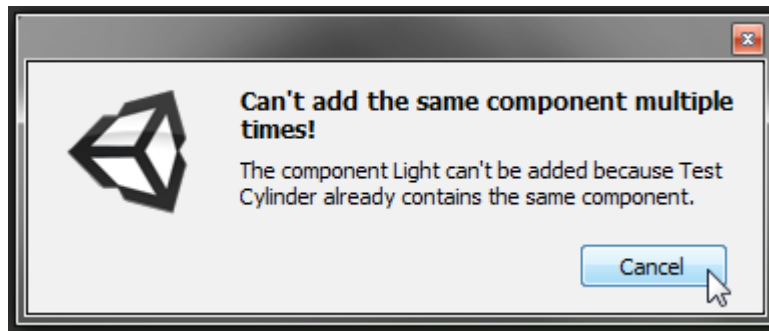 Can't add the same component multiple
times!
The component Light can't be added because Test
Cylinder already contains the same component.
Cancel